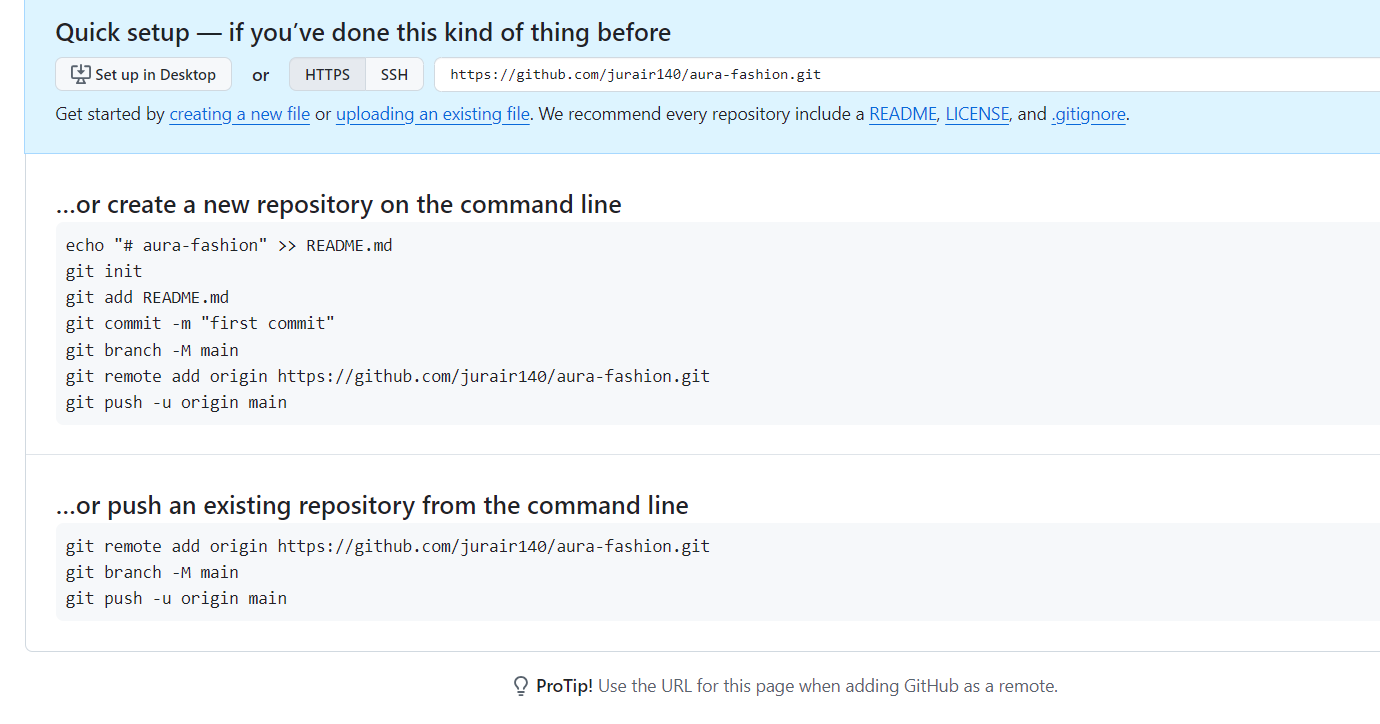 Quick setup — if you’ve done this kind of thing before
Set up in Desktop or HTTPS SSH https://github.com/jurair140/aura-fashion.git
Get started by creating a new file or uploading an existing file. We recommend every repository include a README, LICENSE, and .gitignore.
…or create a new repository on the command line
echo "# aura-fashion" >> README.md
git init
git add README.md
git commit -m "first commit"
git branch -M main
git remote add origin https://github.com/jurair140/aura-fashion.git
git push -u origin main
…or push an existing repository from the command line
git remote add origin https://github.com/jurair140/aura-fashion.git
git branch -M main
git push -u origin main
ProTip! Use the URL for this page when adding GitHub as a remote.